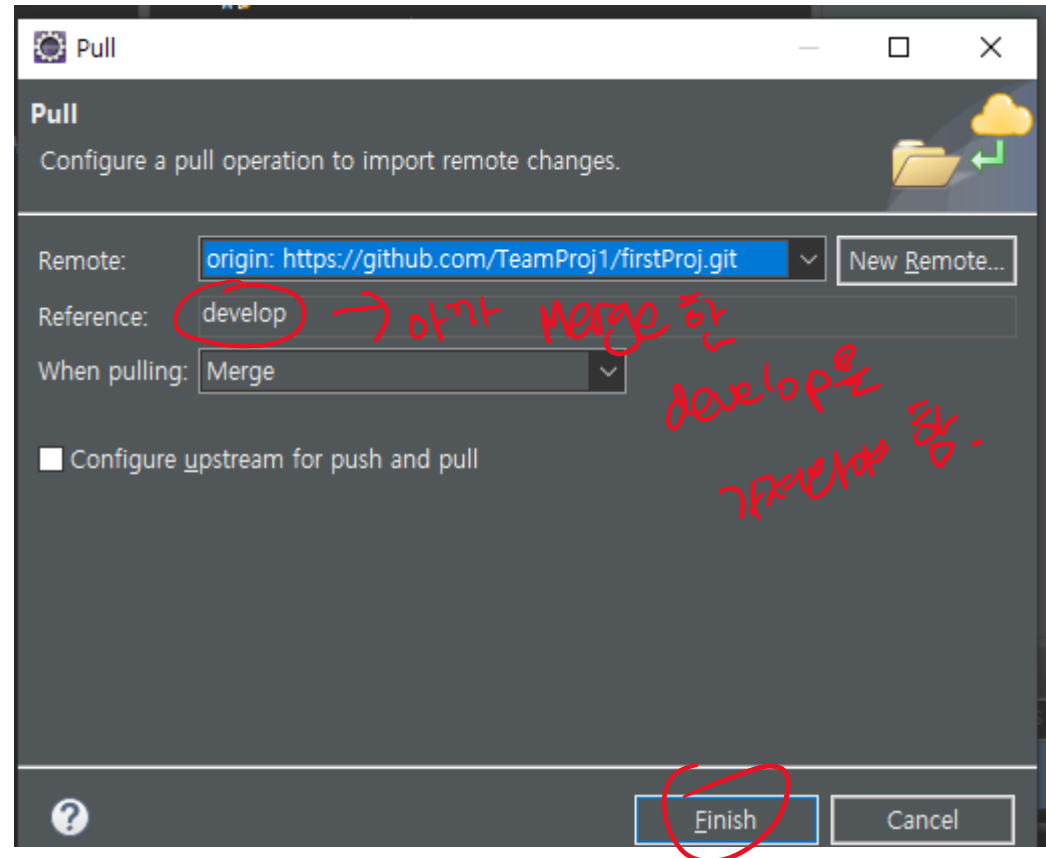 Pull
Pull
Configure a pull operation to import remote changes.
Remote: origin: https://github.com/TeamProj1/firstProj.git New Remote...
Reference: develop → 아까 Merge 한
When pulling: Merge
develop을
가져와야 함.
Configure upstream for push and pull
Finish Cancel